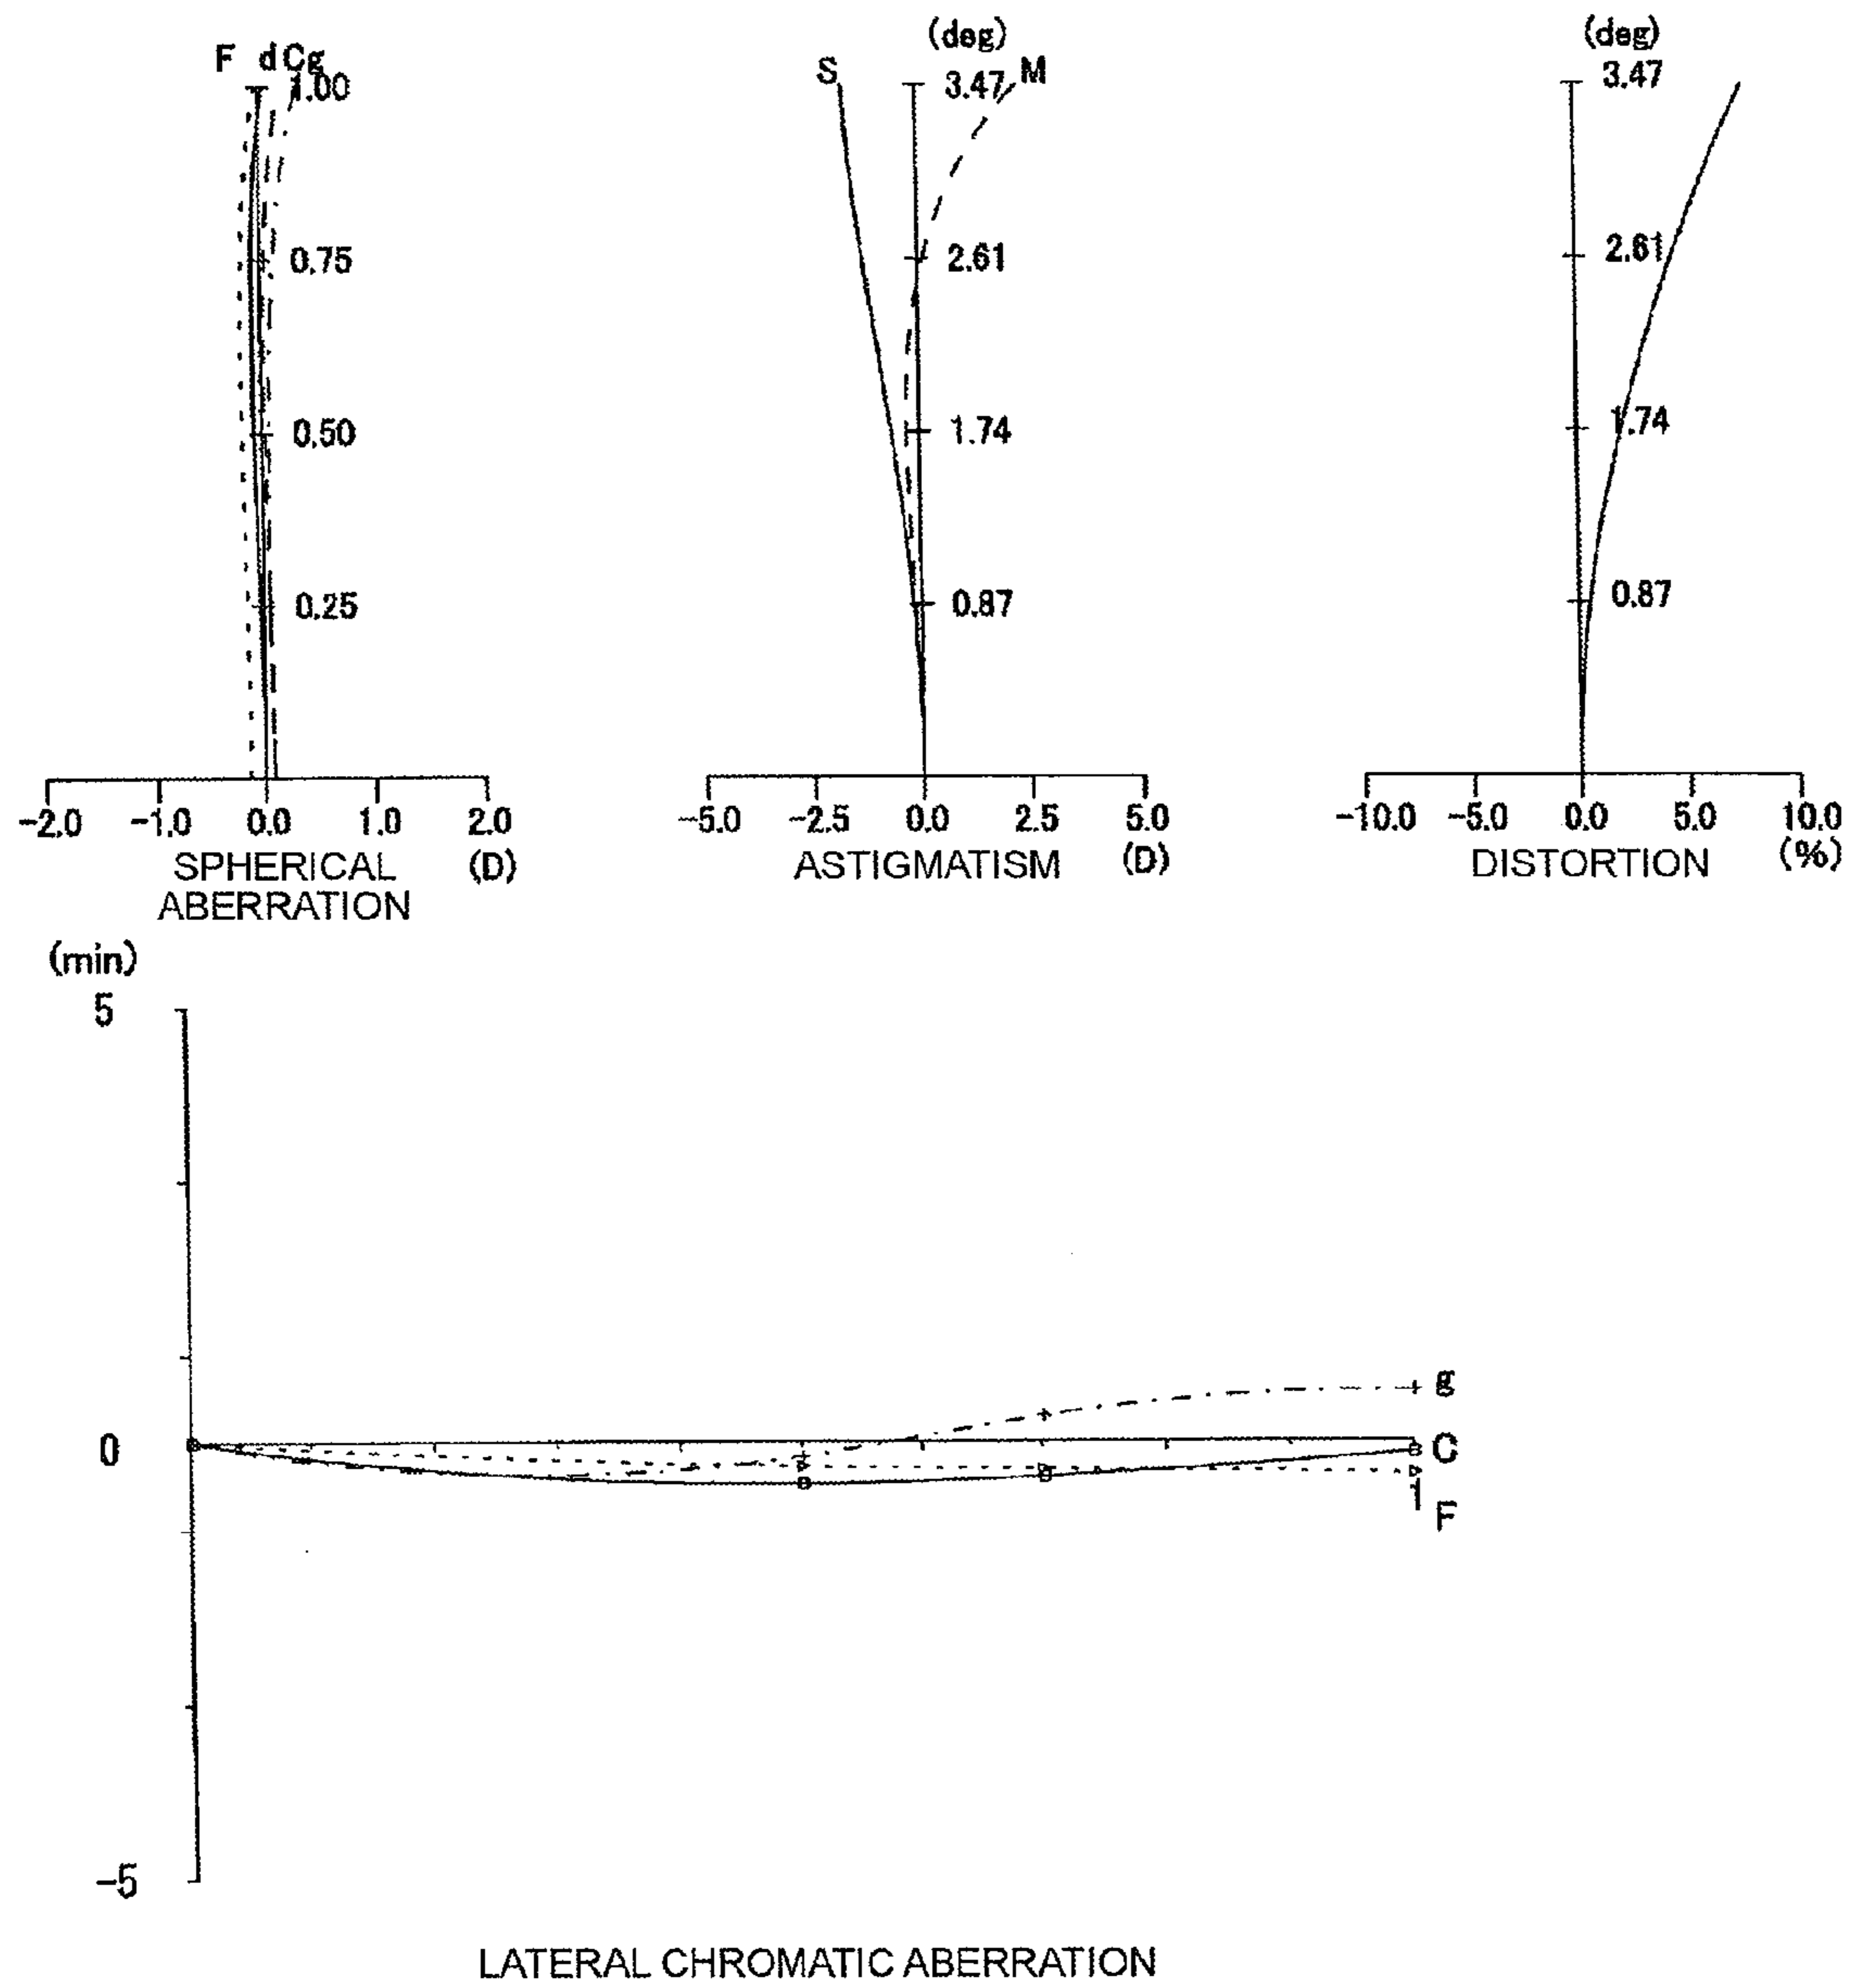 F d C g
1.00
0.75
0.50
0.25
-2.0 -1.0 0.0 1.0 2.0
SPHERICAL (D)
ABERRATION
(deg)
S 3.47 M
2.61
1.74
0.87
-5.0 -2.5 0.0 2.5 5.0
ASTIGMATISM (D)
(deg)
3.47
2.61
1.74
0.87
-10.0 -5.0 0.0 5.0 10.0
DISTORTION (%)
(min)
5
g
0 C
F
-5
LATERAL CHROMATIC ABERRATION